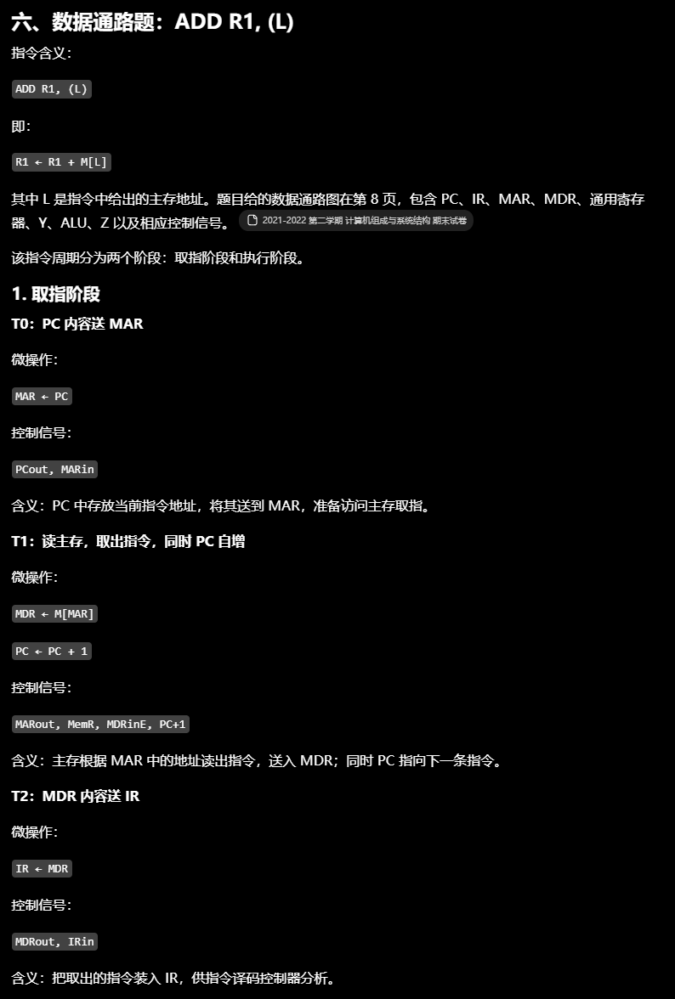 六、数据通路题：ADD R1, (L)
指令含义：
ADD R1, (L)
即：
R1 ← R1 + M[L]
其中 L 是指令中给出的主存地址。题目给的数据通路图在第 8 页，包含 PC、IR、MAR、MDR、通用寄存
器、Y、ALU、Z 以及相应控制信号。 2021-2022 第二学期 计算机组成与系统结构 期末试卷
该指令周期分为两个阶段：取指阶段和执行阶段。
1. 取指阶段
T0：PC 内容送 MAR
微操作：
MAR ← PC
控制信号：
PCout, MARin
含义：PC 中存放当前指令地址，将其送到 MAR，准备访问主存取指。
T1：读主存，取出指令，同时 PC 自增
微操作：
MDR ← M[MAR]
PC ← PC + 1
控制信号：
MARout, MemR, MDRinE, PC+1
含义：主存根据 MAR 中的地址读出指令，送入 MDR；同时 PC 指向下一条指令。
T2：MDR 内容送 IR
微操作：
IR ← MDR
控制信号：
MDRout, IRin
含义：把取出的指令装入 IR，供指令译码控制器分析。